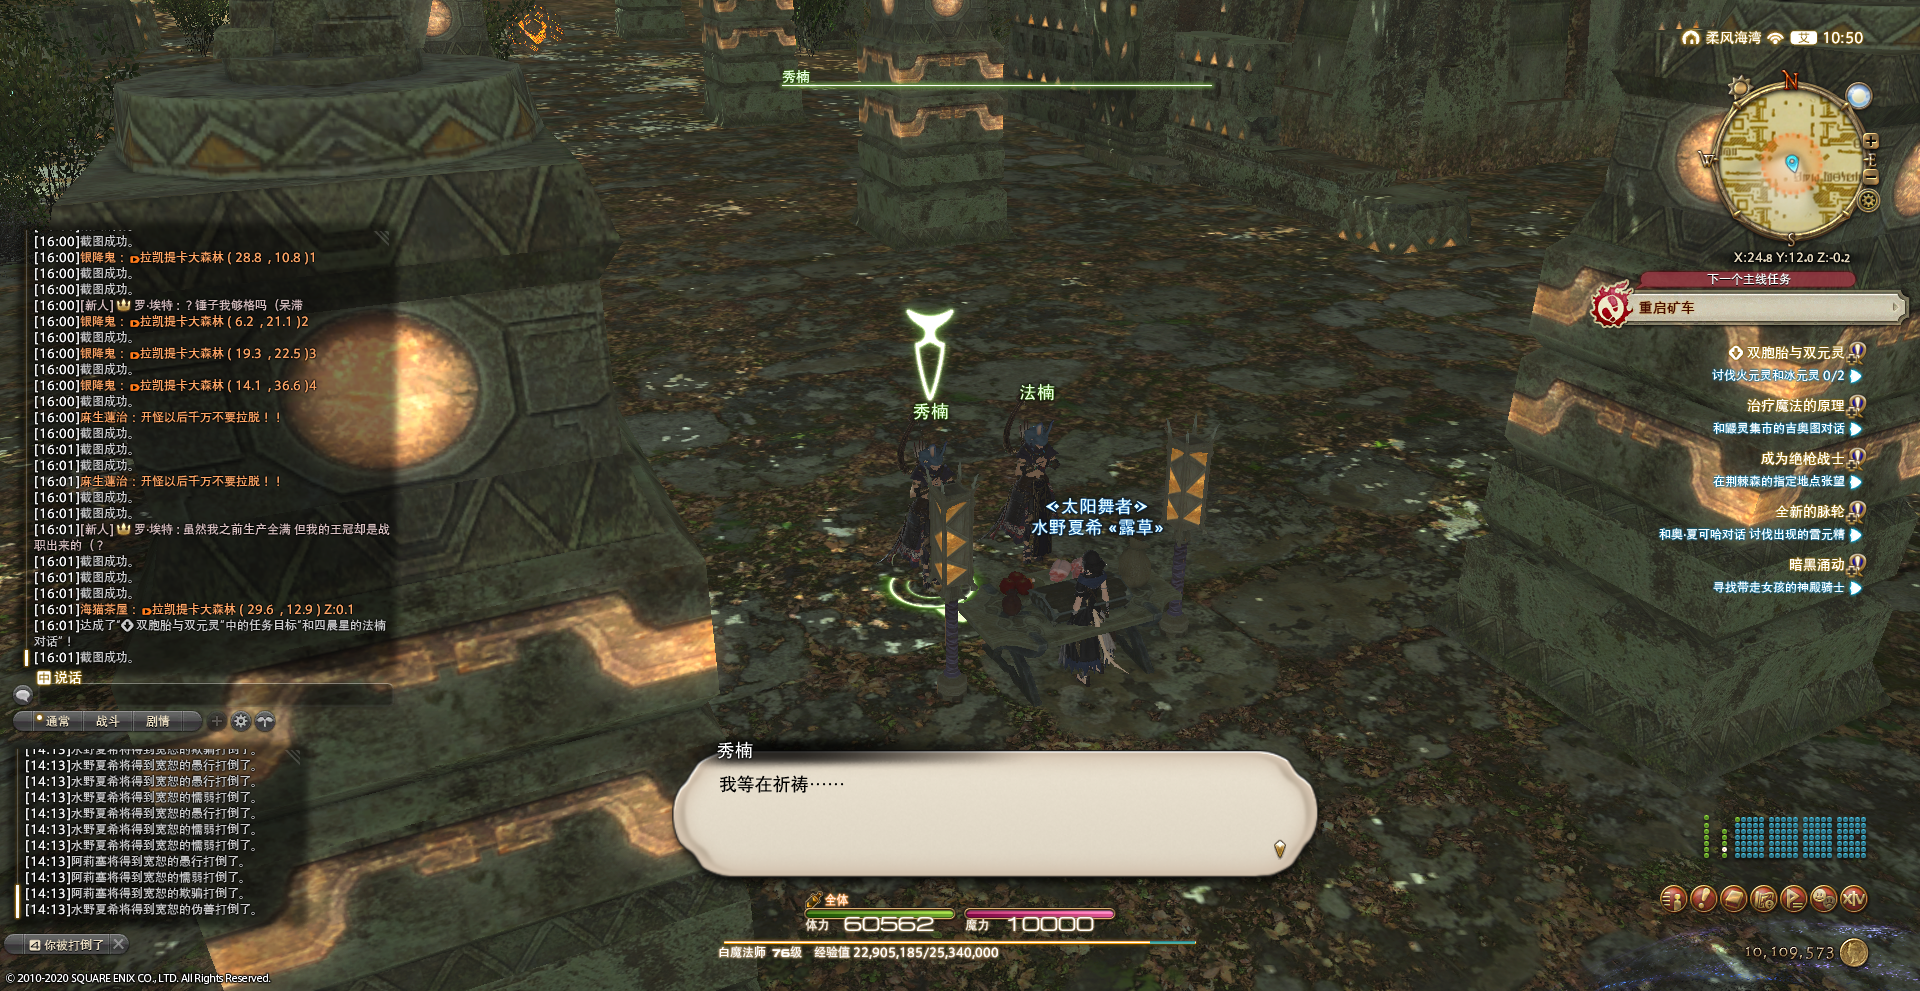 秀楠
柔风海湾 艾 10:50
N
W
E
S
X:24.8 Y:12.0 Z:-0.2
下一个主线任务
重启矿车
双胞胎与双元灵
讨伐火元灵和冰元灵 0/2
治疗魔法的原理
和鼹灵集市的吉奥图对话
成为绝枪战士
在荆棘森的指定地点张望
全新的脉轮
和奥·夏可哈对话 讨伐出现的雷元精
暗黑涌动
寻找带走女孩的神殿骑士
[16:00]截图成功。
[16:00]银降鬼：拉凯提卡大森林 ( 28.8 , 10.8 )1
[16:00]截图成功。
[16:00]截图成功。
[16:00][新人]罗·埃特：？锤子我够格吗（呆滞
[16:00]银降鬼：拉凯提卡大森林 ( 6.2 , 21.1 )2
[16:00]截图成功。
[16:00]银降鬼：拉凯提卡大森林 ( 19.3 , 22.5 )3
[16:00]截图成功。
[16:00]银降鬼：拉凯提卡大森林 ( 14.1 , 36.6 )4
[16:00]截图成功。
[16:00]麻生蓮治：开怪以后千万不要拉脱！！
[16:00]截图成功。
[16:01]截图成功。
[16:01]截图成功。
[16:01]麻生蓮治：开怪以后千万不要拉脱！！
[16:01]截图成功。
[16:01]截图成功。
[16:01][新人]罗·埃特：虽然我之前生产全满 但我的王冠却是战
职出来的（？
[16:01]截图成功。
[16:01]截图成功。
[16:01]截图成功。
[16:01]海猫茶屋：拉凯提卡大森林 ( 29.6 , 12.9 ) Z:0.1
[16:01]达成了“双胞胎与双元灵”中的任务目标“和四晨星的法楠
对话”！
[16:01]截图成功。
说话
通常 战斗 剧情
秀楠
法楠
太阳舞者
水野夏希 «露草»
[14:13]水野夏希将得到宽恕的欺骗打倒了。
[14:13]水野夏希将得到宽恕的愚行打倒了。
[14:13]水野夏希将得到宽恕的愚行打倒了。
[14:13]水野夏希将得到宽恕的懦弱打倒了。
[14:13]水野夏希将得到宽恕的愚行打倒了。
[14:13]水野夏希将得到宽恕的懦弱打倒了。
[14:13]水野夏希将得到宽恕的懦弱打倒了。
[14:13]阿莉塞将得到宽恕的愚行打倒了。
[14:13]阿莉塞将得到宽恕的懦弱打倒了。
[14:13]阿莉塞将得到宽恕的欺骗打倒了。
[14:13]水野夏希将得到宽恕的伪善打倒了。
4 你被打倒了
© 2010-2020 SQUARE ENIX CO., LTD. All Rights Reserved.
秀楠
我等在祈祷……
全体
体力 60562 魔力 10000
白魔法师 76级 经验值 22,905,185/25,340,000
XIV
10,109,573